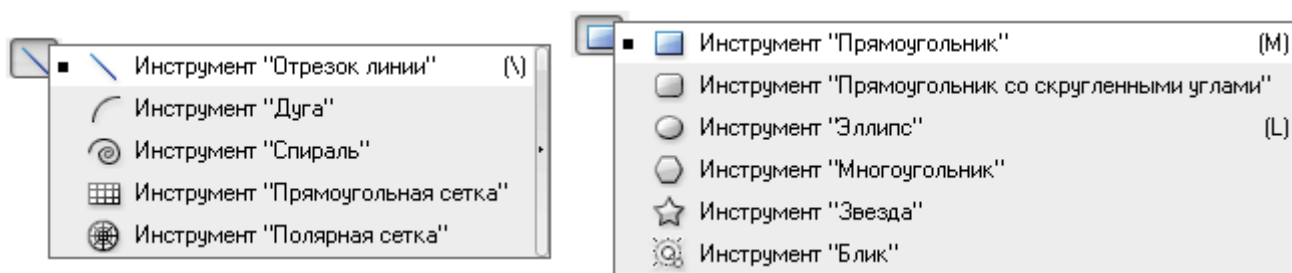 Инструмент "Отрезок линии" (\)
Инструмент "Дуга"
Инструмент "Спираль"
Инструмент "Прямоугольная сетка"
Инструмент "Полярная сетка"
Инструмент "Прямоугольник" (M)
Инструмент "Прямоугольник со скругленными углами"
Инструмент "Эллипс" (L)
Инструмент "Многоугольник"
Инструмент "Звезда"
Инструмент "Блик"